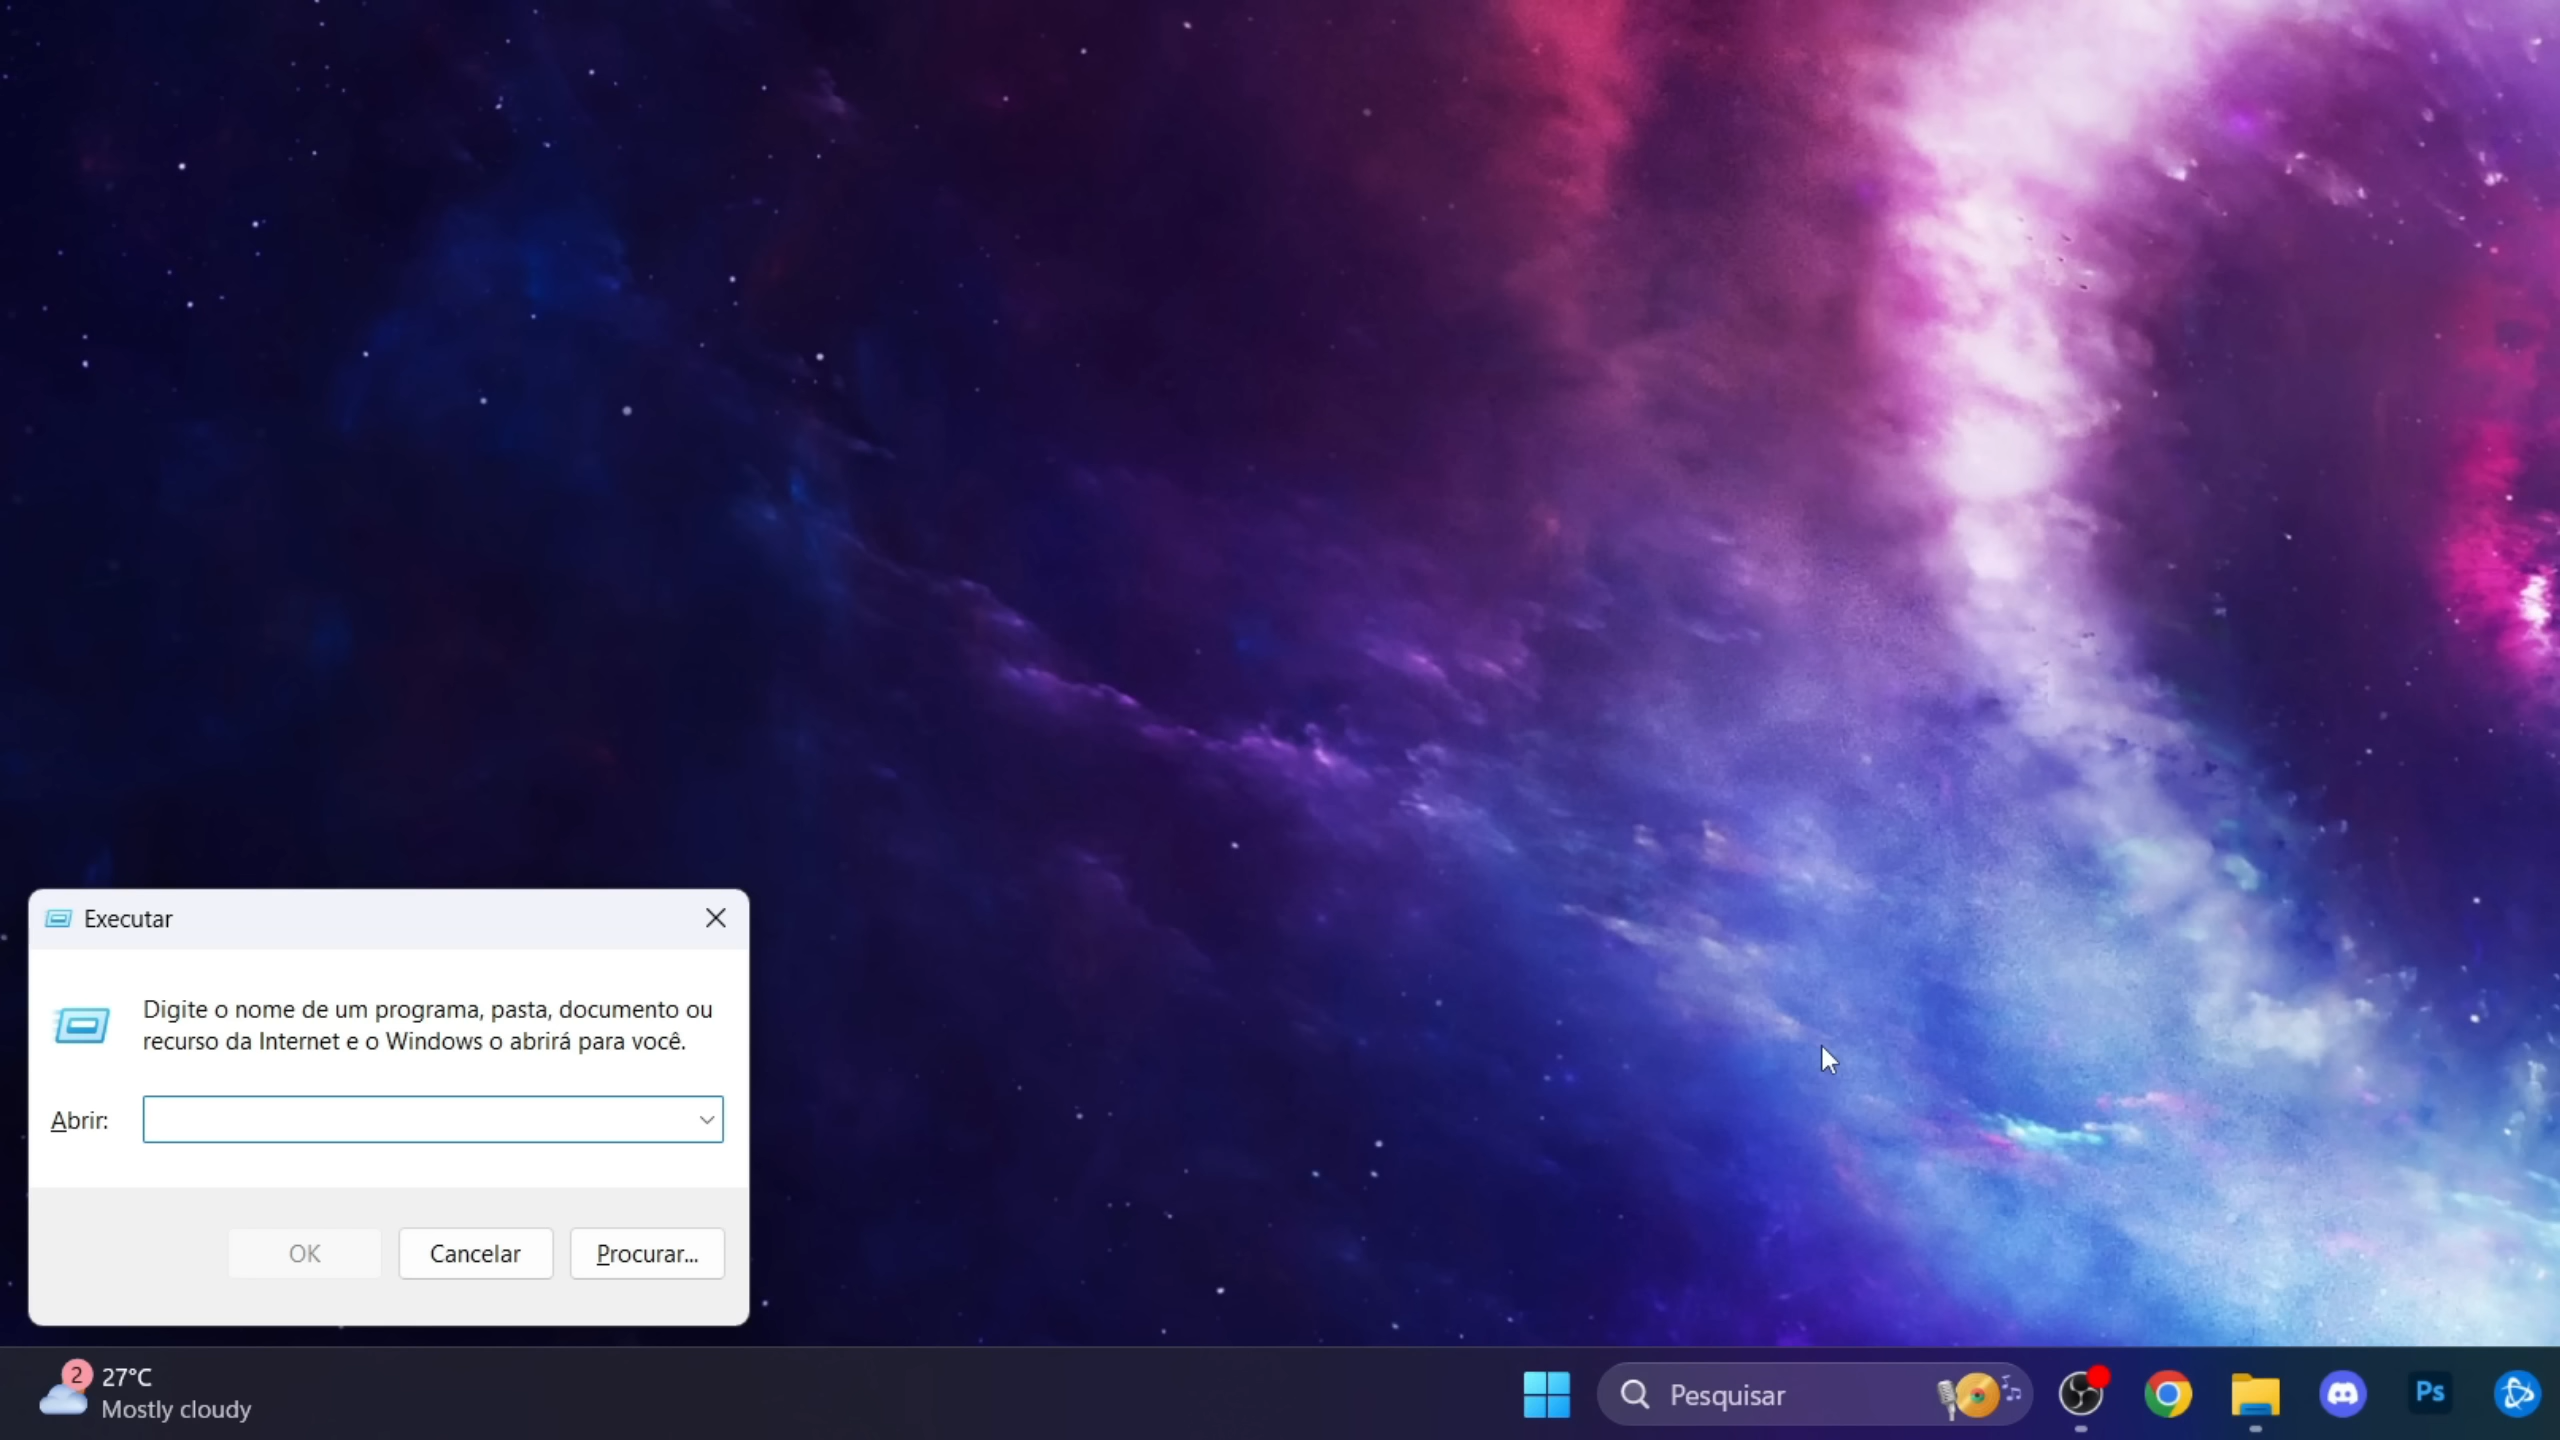 Executar
Digite o nome de um programa, pasta, documento ou
recurso da Internet e o Windows o abrirá para você.
Abrir:
OK
Cancelar
Procurar...
2
27°C
Mostly cloudy
Pesquisar
Ps